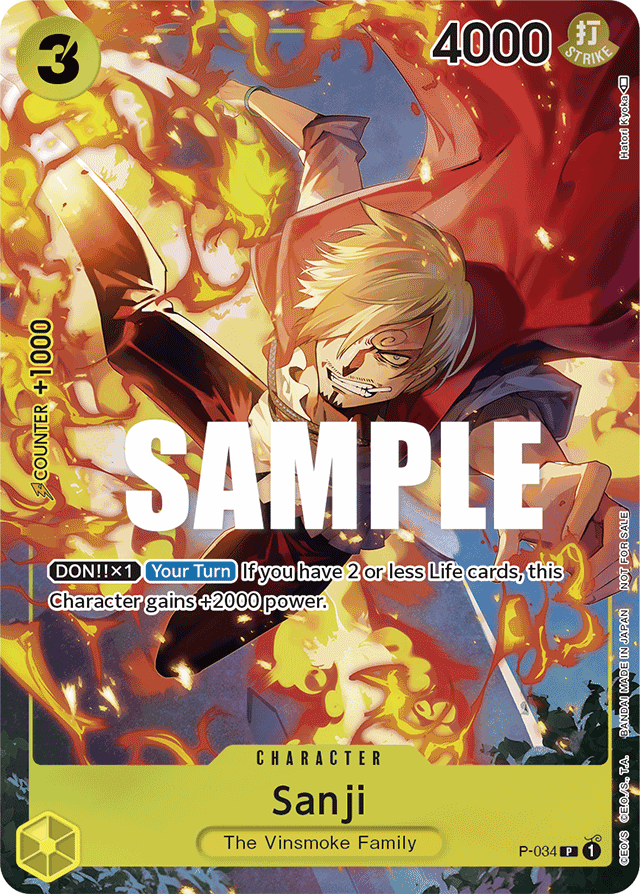 3
4000
打
STRIKE
Hatori Kyoka
COUNTER +1000
SAMPLE
DON!!×1 Your Turn If you have 2 or less Life cards, this
Character gains +2000 power.
CHARACTER
Sanji
The Vinsmoke Family
P-034 P 1
©EO/S ©E.O./S., T.A. BANDAI MADE IN JAPAN NOT FOR SALE